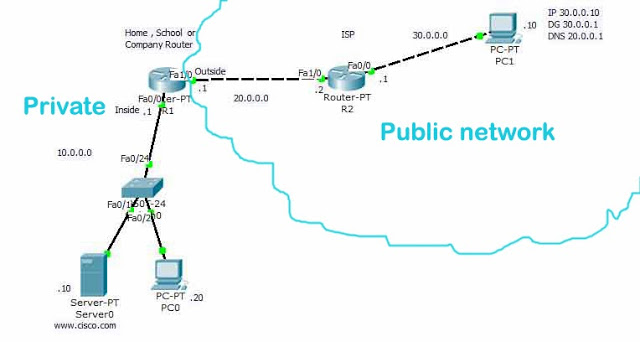 Home , School or
Company Router
ISP
30.0.0.0
.10
IP 30.0.0.10
DG 30.0.0.1
DNS 20.0.0.1
PC-PT
PC1
Fa0/0
.1
Fa1/0
Outside
.1
Fa1/0
.2
Router-PT
R2
20.0.0.0
Fa0/0
R1
Inside .1
Private
Public network
10.0.0.0
Fa0/24
Fa0/1
Fa0/2
.10
Server-PT
Server0
www.cisco.com
PC-PT
PC0
.20